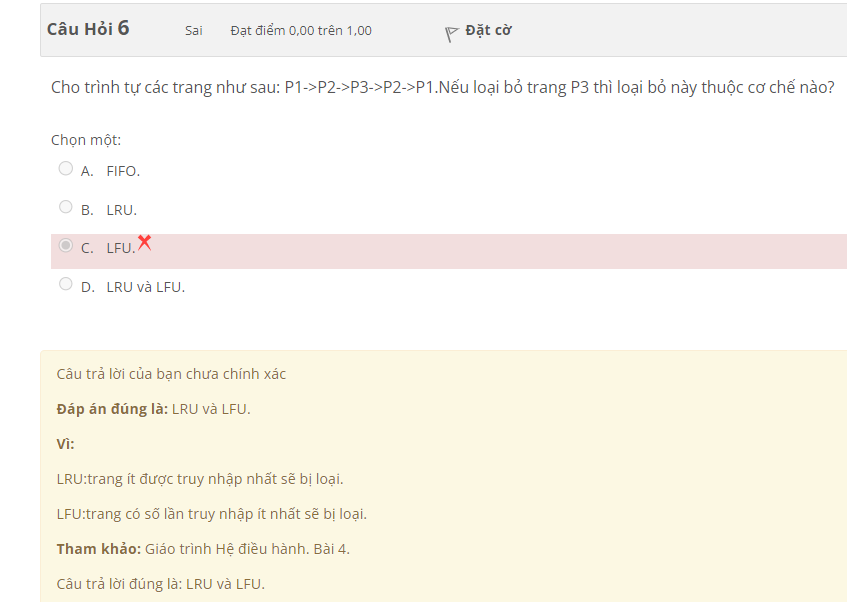 Câu Hỏi 6 Sai Đạt điểm 0,00 trên 1,00 Đặt cờ
Cho trình tự các trang như sau: P1->P2->P3->P2->P1.Nếu loại bỏ trang P3 thì loại bỏ này thuộc cơ chế nào?
Chọn một:
A. FIFO.
B. LRU.
C. LFU.
D. LRU và LFU.
Câu trả lời của bạn chưa chính xác
Đáp án đúng là: LRU và LFU.
Vì:
LRU:trang ít được truy nhập nhất sẽ bị loại.
LFU:trang có số lần truy nhập ít nhất sẽ bị loại.
Tham khảo: Giáo trình Hệ điều hành. Bài 4.
Câu trả lời đúng là: LRU và LFU.